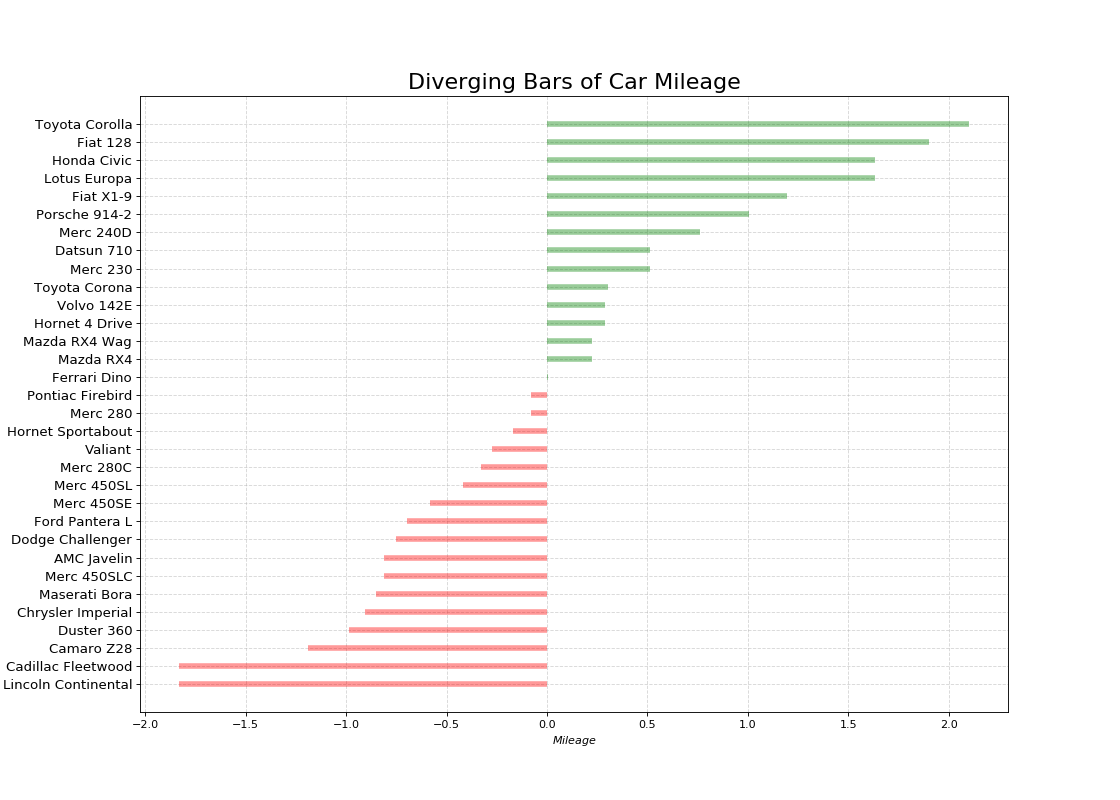 Diverging Bars of Car Mileage
Toyota Corolla
Fiat 128
Honda Civic
Lotus Europa
Fiat X1-9
Porsche 914-2
Merc 240D
Datsun 710
Merc 230
Toyota Corona
Volvo 142E
Hornet 4 Drive
Mazda RX4 Wag
Mazda RX4
Ferrari Dino
Pontiac Firebird
Merc 280
Hornet Sportabout
Valiant
Merc 280C
Merc 450SL
Merc 450SE
Ford Pantera L
Dodge Challenger
AMC Javelin
Merc 450SLC
Maserati Bora
Chrysler Imperial
Duster 360
Camaro Z28
Cadillac Fleetwood
Lincoln Continental
−2.0 −1.5 −1.0 −0.5 0.0 0.5 1.0 1.5 2.0
Mileage